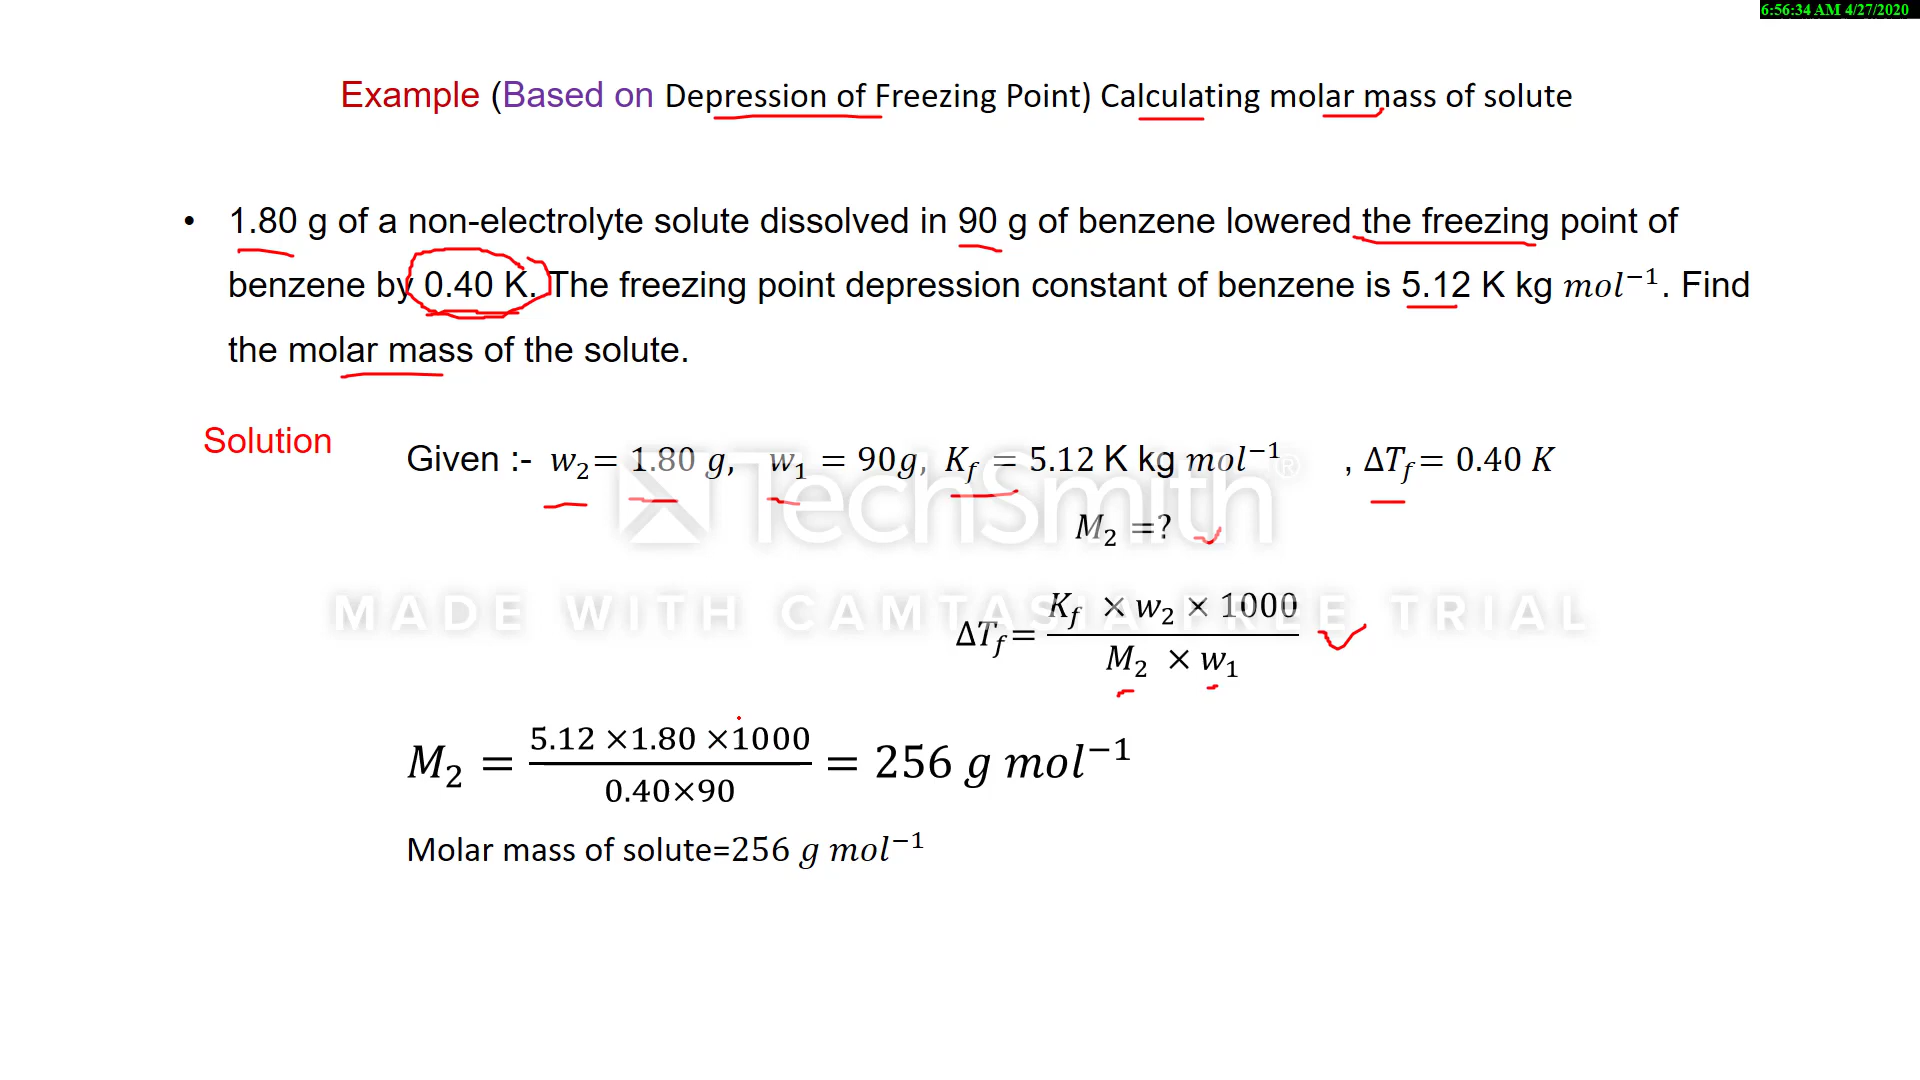 6:56:34 AM 4/27/2020
Example (Based on Depression of Freezing Point) Calculating molar mass of solute
• 1.80 g of a non-electrolyte solute dissolved in 90 g of benzene lowered the freezing point of
benzene by 0.40 K. The freezing point depression constant of benzene is 5.12 K kg mol⁻¹. Find
the molar mass of the solute.
Solution
Given :- w₂= 1.80 g, w₁ = 90g, K_f = 5.12 K kg mol⁻¹ , ΔT_f= 0.40 K
TechSmith®
M₂ =?
MADE WITH CAMTASIA FREE TRIAL
ΔT_f= (K_f × w₂ × 1000)/(M₂ × w₁)
M₂ = (5.12 ×1.80 ×1000)/(0.40×90) = 256 g mol⁻¹
Molar mass of solute=256 g mol⁻¹